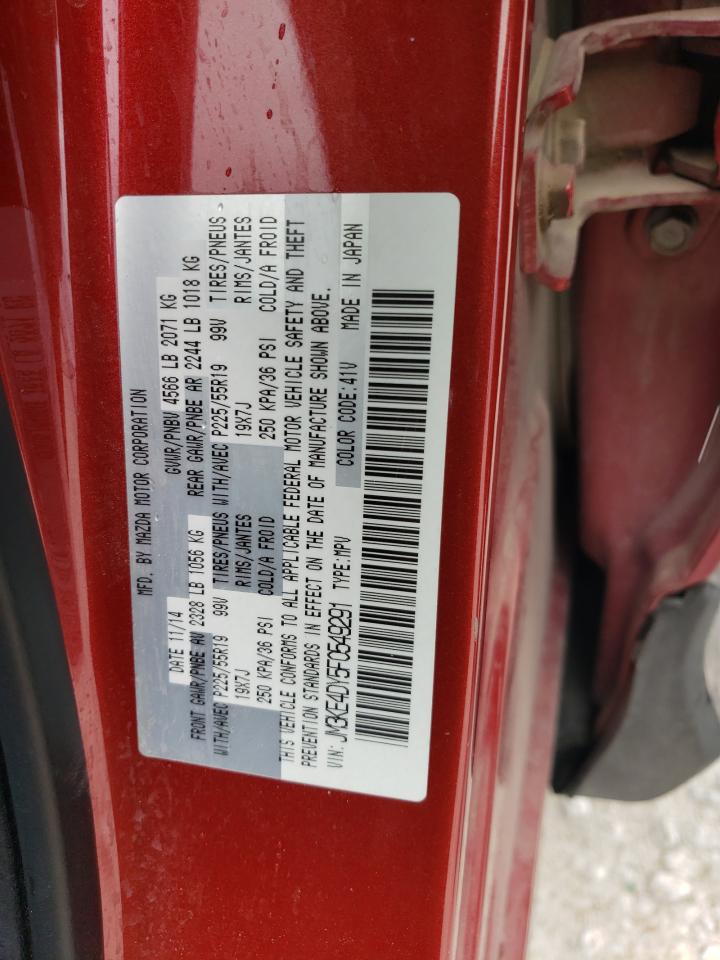 MFD. BY MAZDA MOTOR CORPORATION
DATE 11/14 GVWR/PNBV 4566 LB 2071 KG
FRONT GAWR/PNBE AV 2328 LB 1056 KG REAR GAWR/PNBE AR 2244 LB 1018 KG
WITH/AVEC P225/55R19 99V TIRES/PNEUS WITH/AVEC P225/55R19 99V TIRES/PNEUS
19X7J RIMS/JANTES 19X7J RIMS/JANTES
250 KPA/36 PSI COLD/A FROID 250 KPA/36 PSI COLD/A FROID
THIS VEHICLE CONFORMS TO ALL APPLICABLE FEDERAL MOTOR VEHICLE SAFETY AND THEFT
PREVENTION STANDARDS IN EFFECT ON THE DATE OF MANUFACTURE SHOWN ABOVE.
VIN: JM3KE4DY5F0549291 TYPE:MPV COLOR CODE:41V MADE IN JAPAN